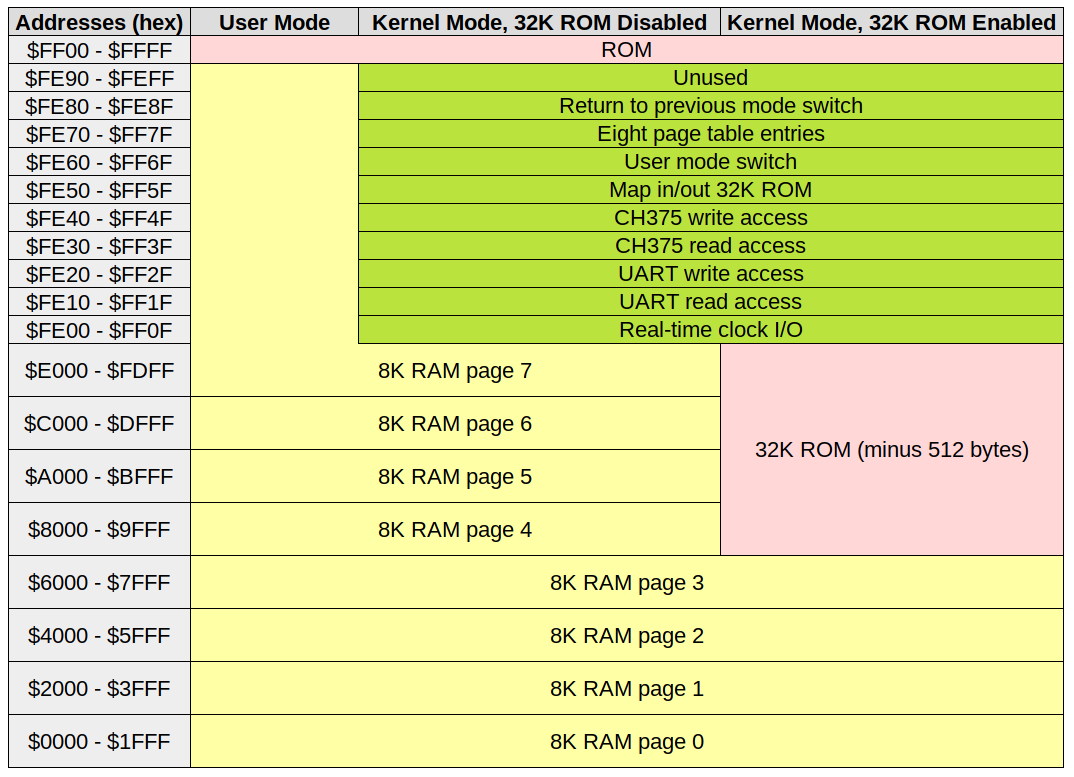 Addresses (hex) User Mode Kernel Mode, 32K ROM Disabled Kernel Mode, 32K ROM Enabled
$FF00 - $FFFF ROM
$FE90 - $FEFF Unused
$FE80 - $FE8F Return to previous mode switch
$FE70 - $FF7F Eight page table entries
$FE60 - $FF6F User mode switch
$FE50 - $FF5F Map in/out 32K ROM
$FE40 - $FF4F CH375 write access
$FE30 - $FF3F CH375 read access
$FE20 - $FF2F UART write access
$FE10 - $FF1F UART read access
$FE00 - $FF0F Real-time clock I/O
$E000 - $FDFF 8K RAM page 7
$C000 - $DFFF 8K RAM page 6
32K ROM (minus 512 bytes)
$A000 - $BFFF 8K RAM page 5
$8000 - $9FFF 8K RAM page 4
$6000 - $7FFF 8K RAM page 3
$4000 - $5FFF 8K RAM page 2
$2000 - $3FFF 8K RAM page 1
$0000 - $1FFF 8K RAM page 0